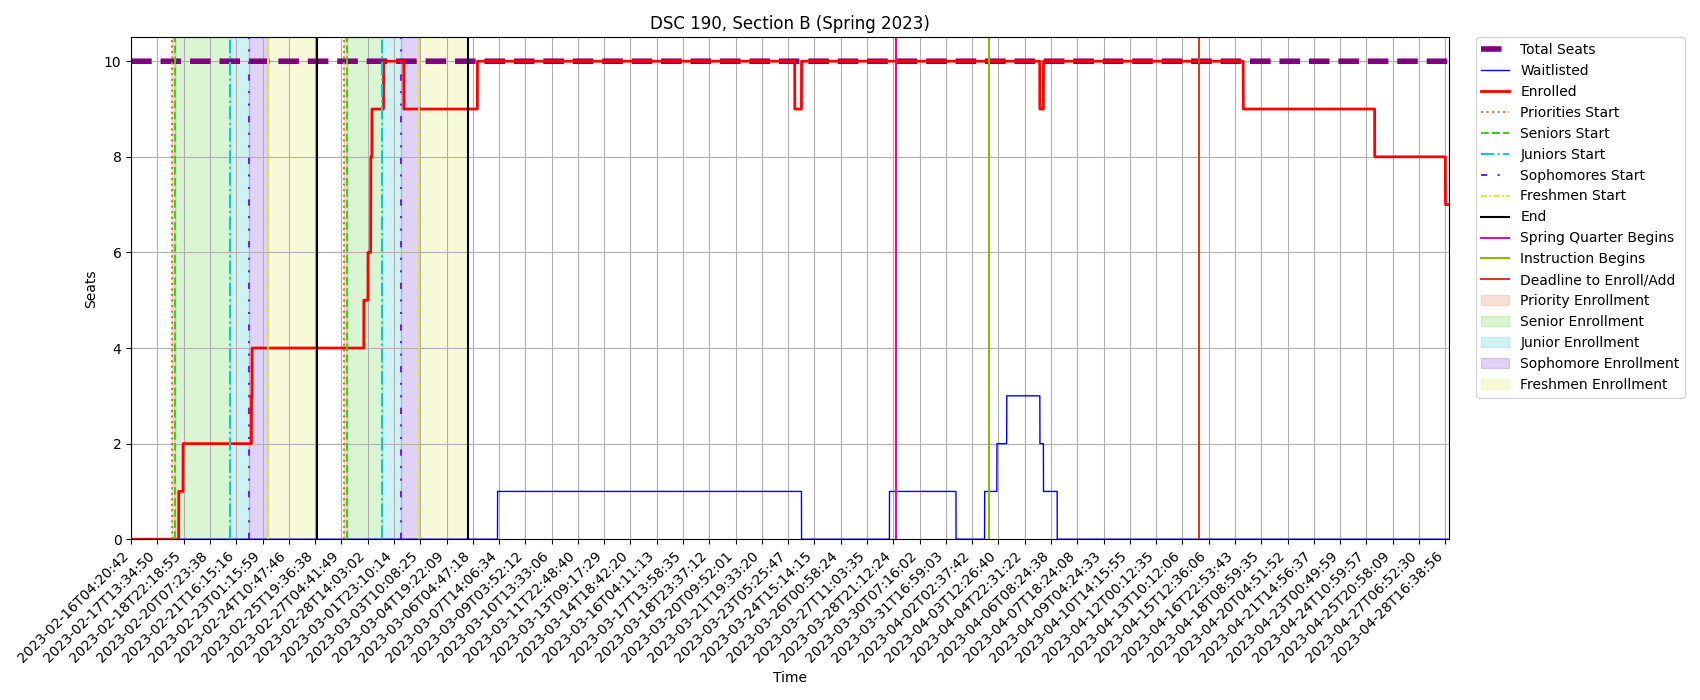 DSC 190, Section B (Spring 2023)
Seats
10
8
6
4
2
0
2023-02-16T04:20:42
2023-02-17T13:34:50
2023-02-18T22:18:55
2023-02-20T07:23:38
2023-02-21T16:15:16
2023-02-23T01:15:59
2023-02-24T10:47:46
2023-02-25T19:36:38
2023-02-27T04:41:49
2023-02-28T14:03:02
2023-03-01T23:10:14
2023-03-03T10:08:25
2023-03-04T19:22:09
2023-03-06T04:47:18
2023-03-07T14:06:34
2023-03-09T03:52:12
2023-03-10T13:33:06
2023-03-11T22:48:40
2023-03-13T09:17:29
2023-03-14T18:42:20
2023-03-16T04:11:13
2023-03-17T13:58:35
2023-03-18T23:37:12
2023-03-20T09:52:01
2023-03-21T19:33:20
2023-03-23T05:25:47
2023-03-24T15:14:15
2023-03-26T00:58:24
2023-03-27T11:03:35
2023-03-28T21:12:24
2023-03-30T07:16:02
2023-03-31T16:59:03
2023-04-02T02:37:42
2023-04-03T12:26:40
2023-04-04T22:31:22
2023-04-06T08:24:38
2023-04-07T18:24:08
2023-04-09T04:24:33
2023-04-10T14:15:55
2023-04-12T00:12:35
2023-04-13T10:12:06
2023-04-15T12:36:06
2023-04-16T22:53:43
2023-04-18T08:59:35
2023-04-20T04:51:52
2023-04-21T14:56:37
2023-04-23T00:49:59
2023-04-24T10:59:57
2023-04-25T20:58:09
2023-04-27T06:52:30
2023-04-28T16:38:56
Time
Total Seats
Waitlisted
Enrolled
Priorities Start
Seniors Start
Juniors Start
Sophomores Start
Freshmen Start
End
Spring Quarter Begins
Instruction Begins
Deadline to Enroll/Add
Priority Enrollment
Senior Enrollment
Junior Enrollment
Sophomore Enrollment
Freshmen Enrollment